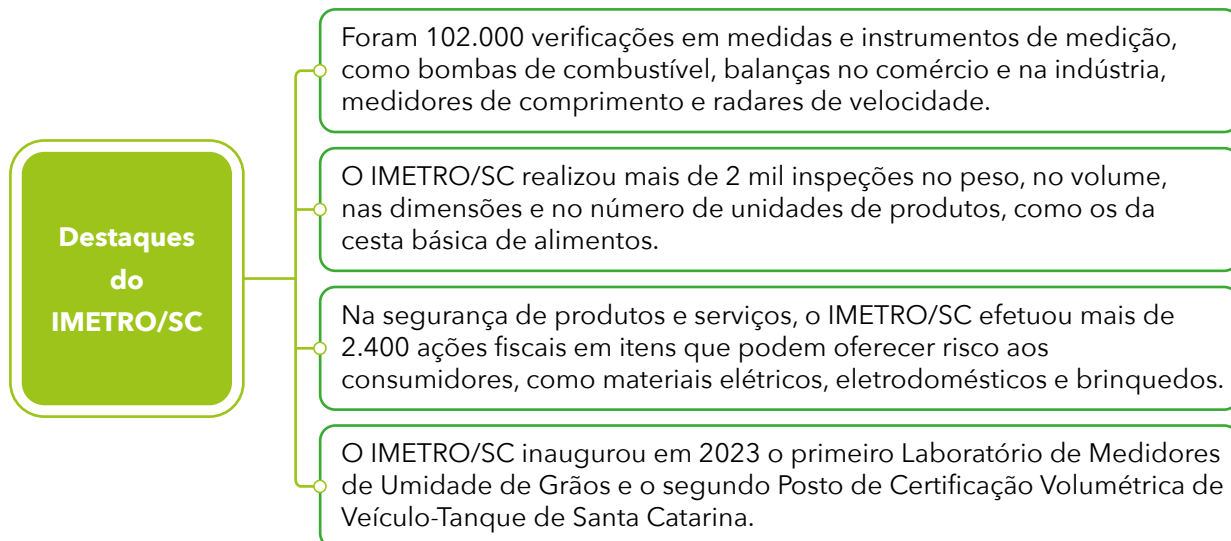 Destaques
do
IMETRO/SC
Foram 102.000 verificações em medidas e instrumentos de medição,
como bombas de combustível, balanças no comércio e na indústria,
medidores de comprimento e radares de velocidade.
O IMETRO/SC realizou mais de 2 mil inspeções no peso, no volume,
nas dimensões e no número de unidades de produtos, como os da
cesta básica de alimentos.
Na segurança de produtos e serviços, o IMETRO/SC efetuou mais de
2.400 ações fiscais em itens que podem oferecer risco aos
consumidores, como materiais elétricos, eletrodomésticos e brinquedos.
O IMETRO/SC inaugurou em 2023 o primeiro Laboratório de Medidores
de Umidade de Grãos e o segundo Posto de Certificação Volumétrica de
Veículo-Tanque de Santa Catarina.